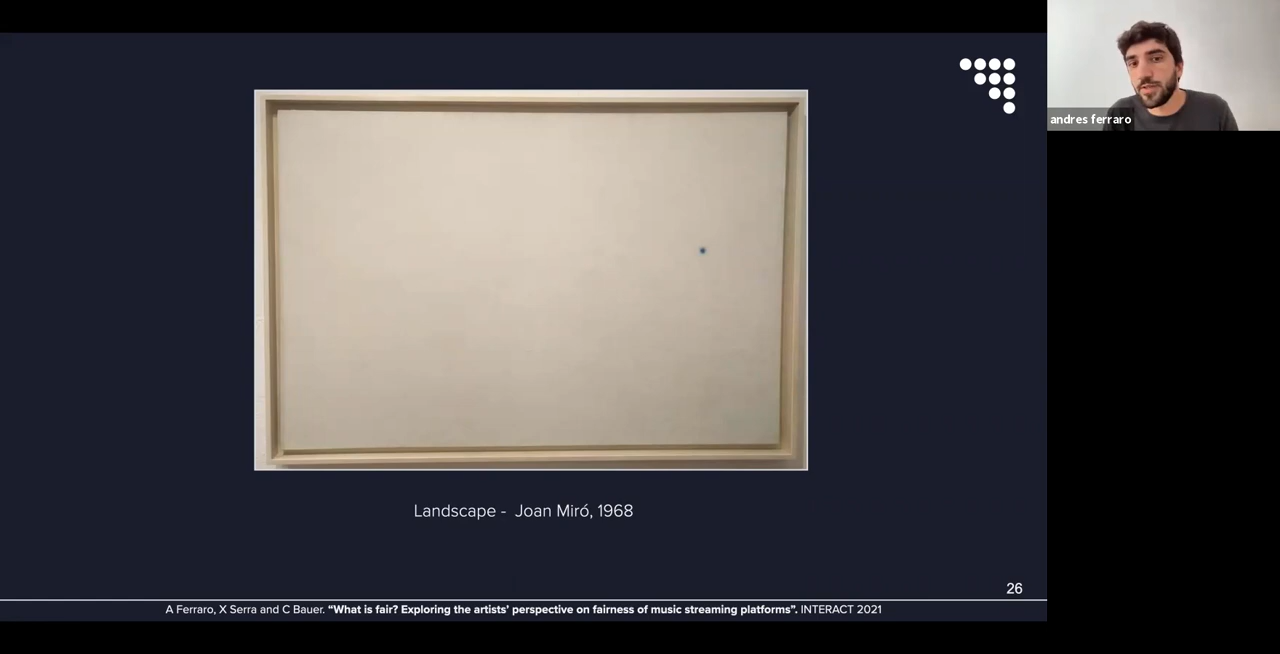 andres ferraro
Landscape -  Joan Miró, 1968
26
A Ferraro, X Serra and C Bauer. “What is fair? Exploring the artists’ perspective on fairness of music streaming platforms”. INTERACT 2021